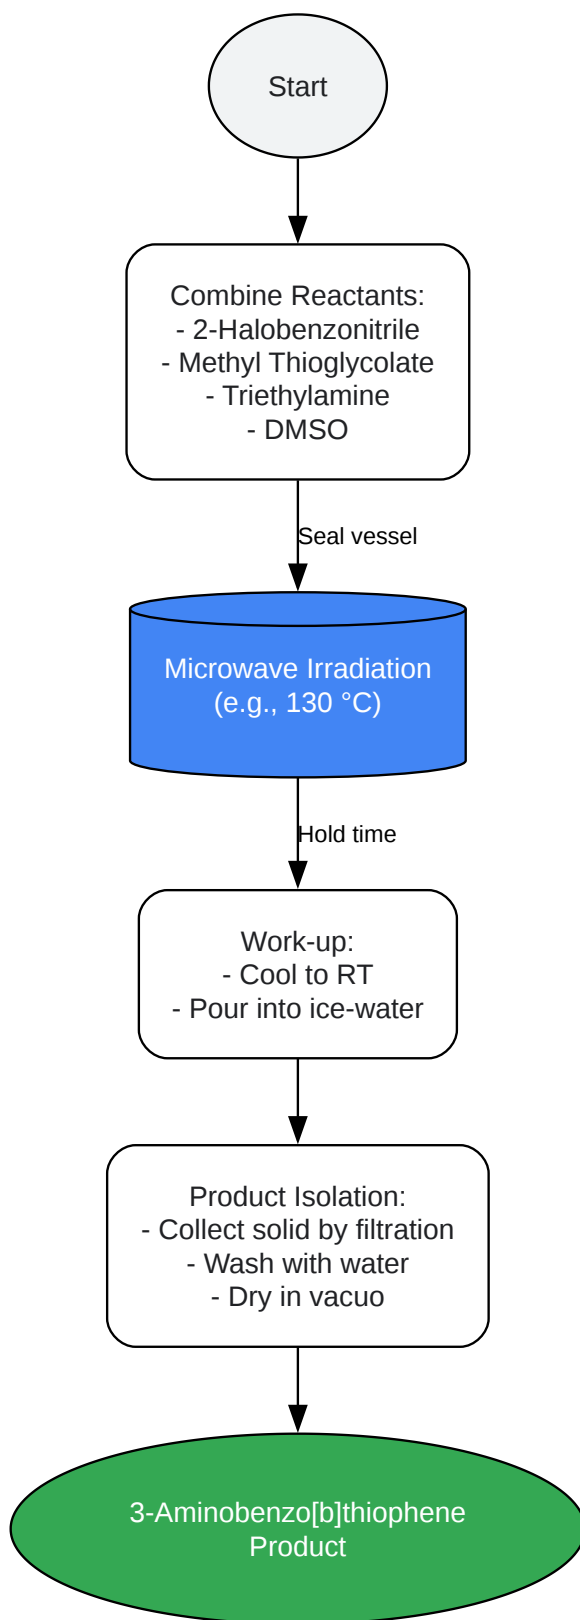 Start
Combine Reactants:
- 2-Halobenzonitrile
- Methyl Thioglycolate
- Triethylamine
- DMSO
Seal vessel
Microwave Irradiation
(e.g., 130 °C)
Hold time
Work-up:
- Cool to RT
- Pour into ice-water
Product Isolation:
- Collect solid by filtration
- Wash with water
- Dry in vacuo
3-Aminobenzo[b]thiophene
Product